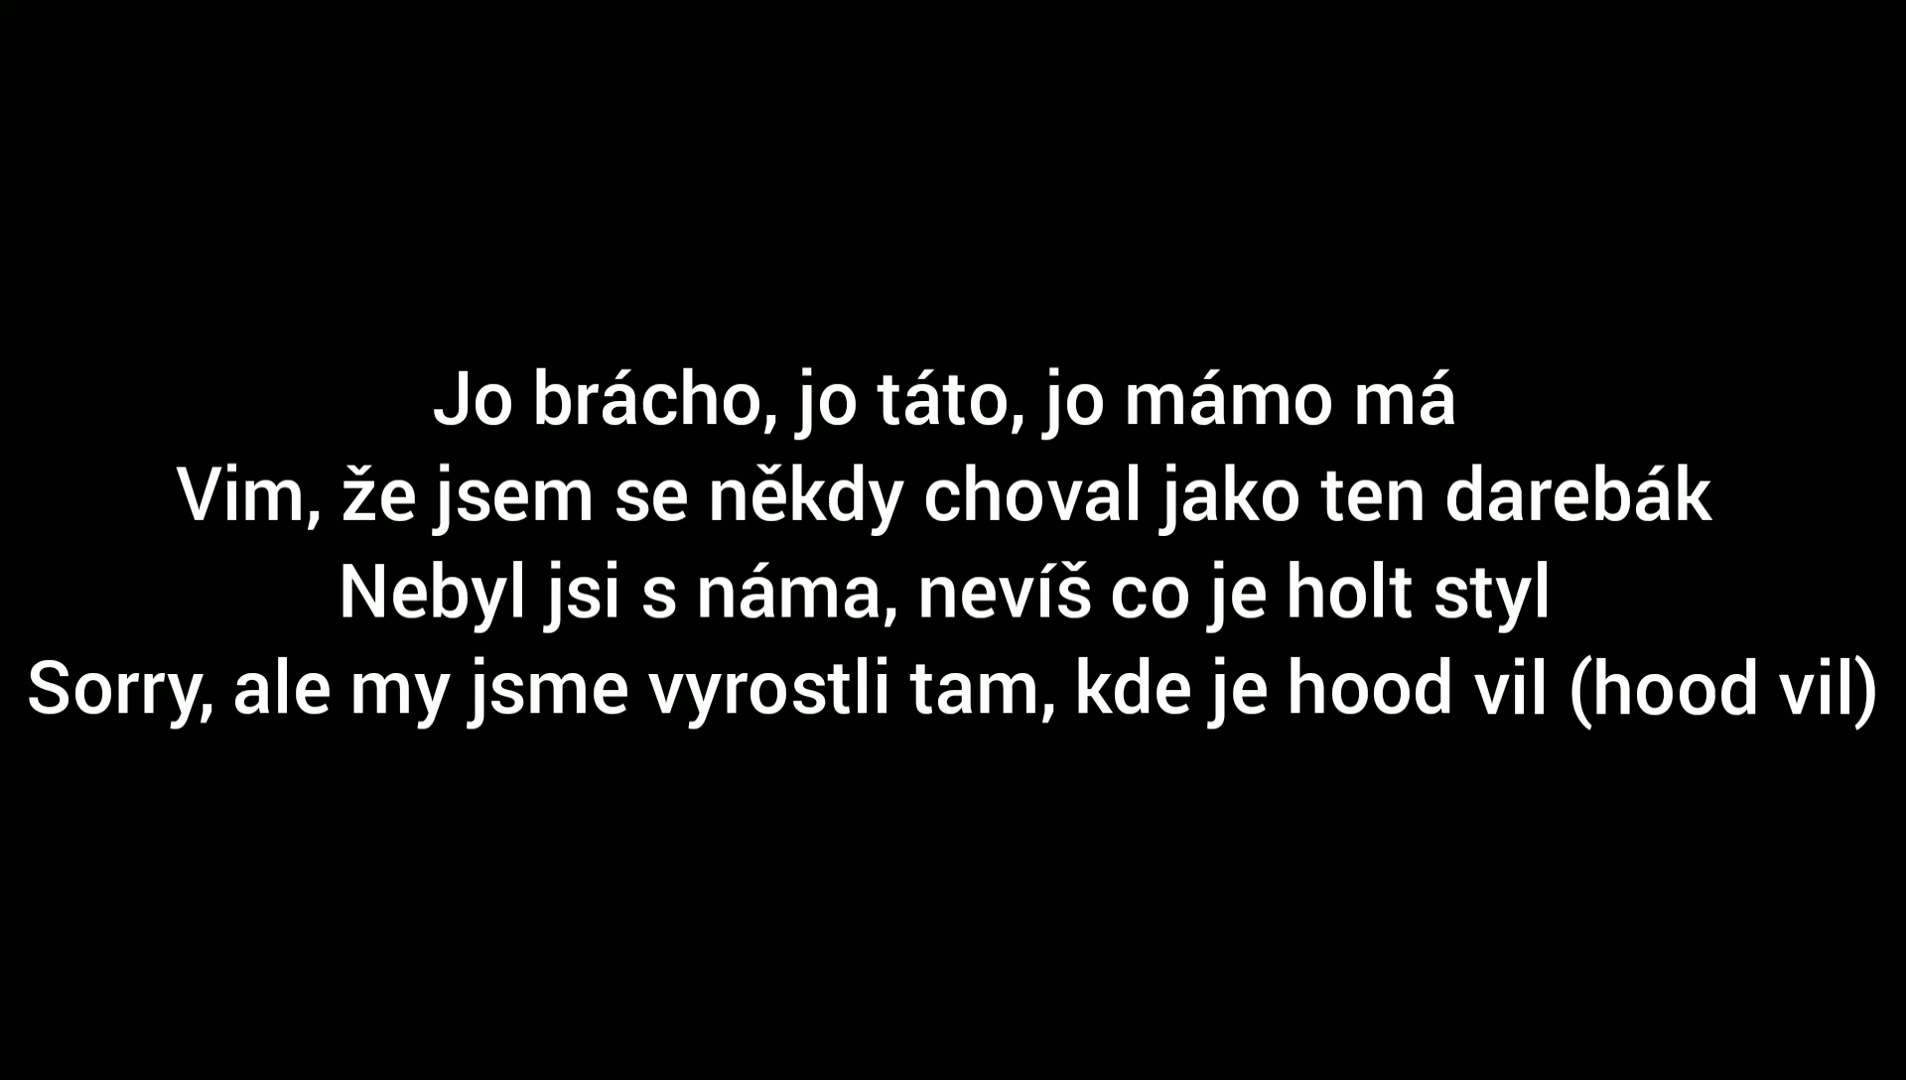 Jo brácho, jo táto, jo mámo má
Vim, že jsem se někdy choval jako ten darebák
Nebyl jsi s náma, nevíš co je holt styl
Sorry, ale my jsme vyrostli tam, kde je hood vil (hood vil)